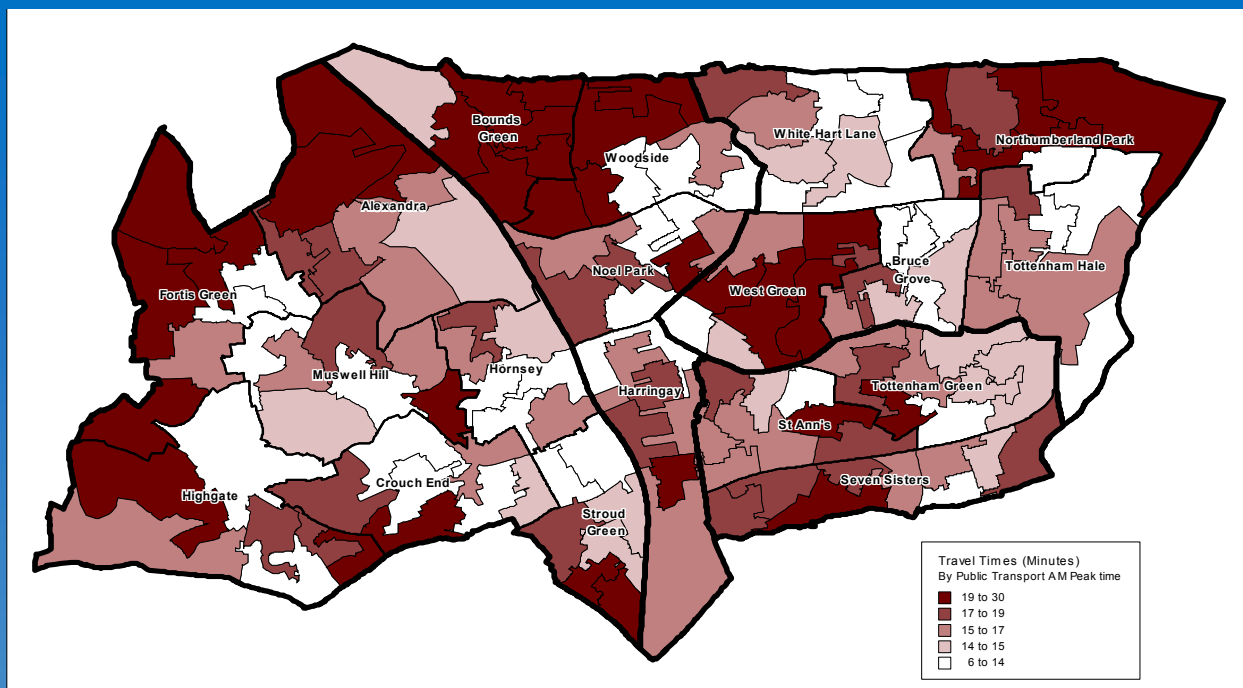 Bounds
Green
White Hart Lane
Northumberland Park
Woodside
Alexandra
Noel Park
Bruce
Grove
Tottenham Hale
Fortis Green
West Green
Muswell Hill
Hornsey
Harringay
Tottenham Green
St Ann's
Highgate
Crouch End
Seven Sisters
Stroud
Green
Travel Times (Minutes)
By Public Transport AM Peak time
19 to 30
17 to 19
15 to 17
14 to 15
6 to 14